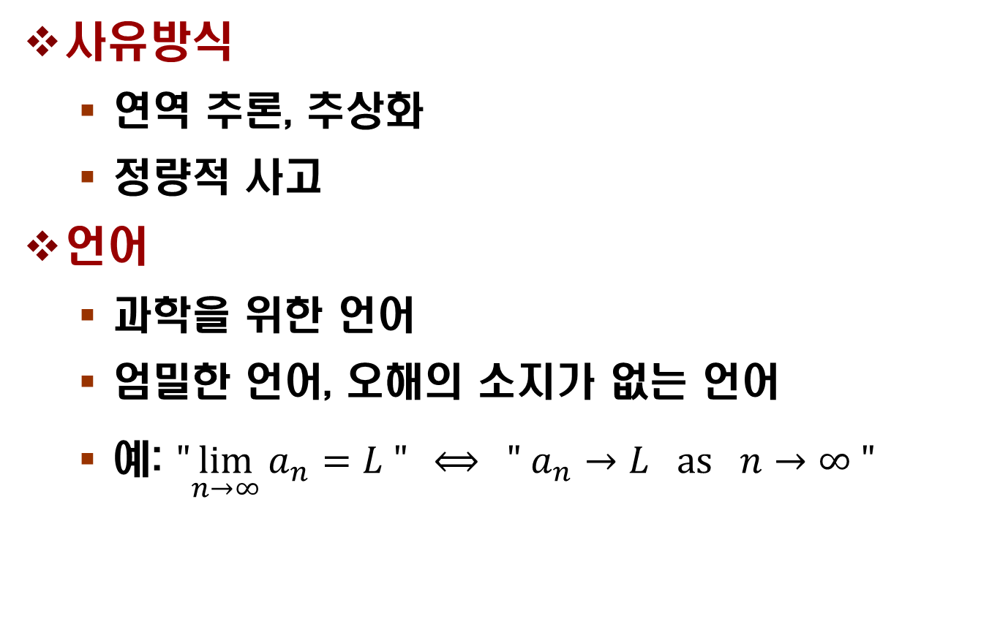 ❖사유방식
▪ 연역 추론, 추상화
▪ 정량적 사고
❖언어
▪ 과학을 위한 언어
▪ 엄밀한 언어, 오해의 소지가 없는 언어
▪ 예: " lim_{n→∞} a_n = L " ⟺ " a_n → L as n → ∞ "